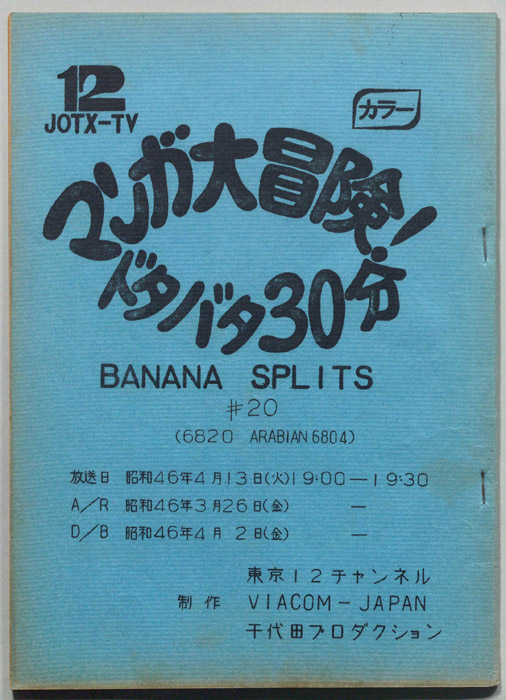 12
JOTX-TV
カラー
マンガ大冒険!
ドタバタ30分
BANANA SPLITS
#20
(6820 ARABIAN 6804)
放送日 昭和46年4月13日(火)19:00—19:30
A/R 昭和46年3月26日(金) —
D/B 昭和46年4月 2日(金) —
東京12チャンネル
制作 VIACOM-JAPAN
千代田プロダクション